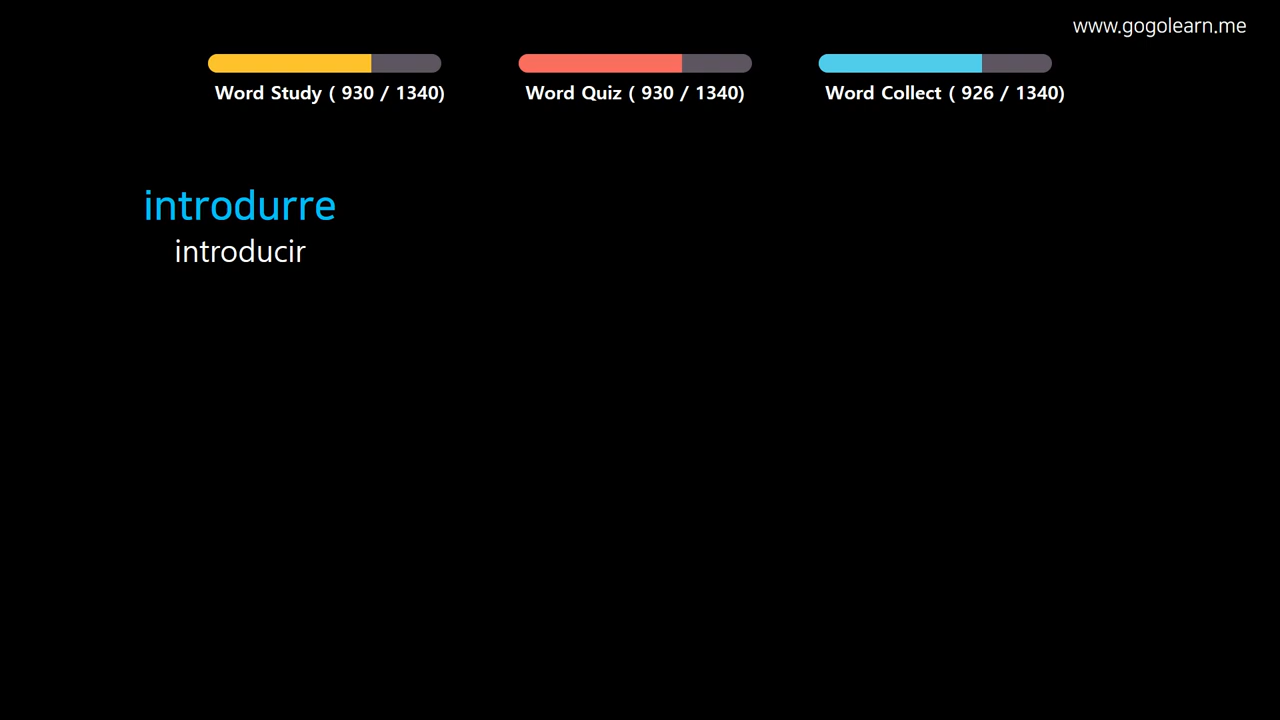 www.gogolearn.me
Word Study ( 930 / 1340)
Word Quiz ( 930 / 1340)
Word Collect ( 926 / 1340)
introdurre
introducir